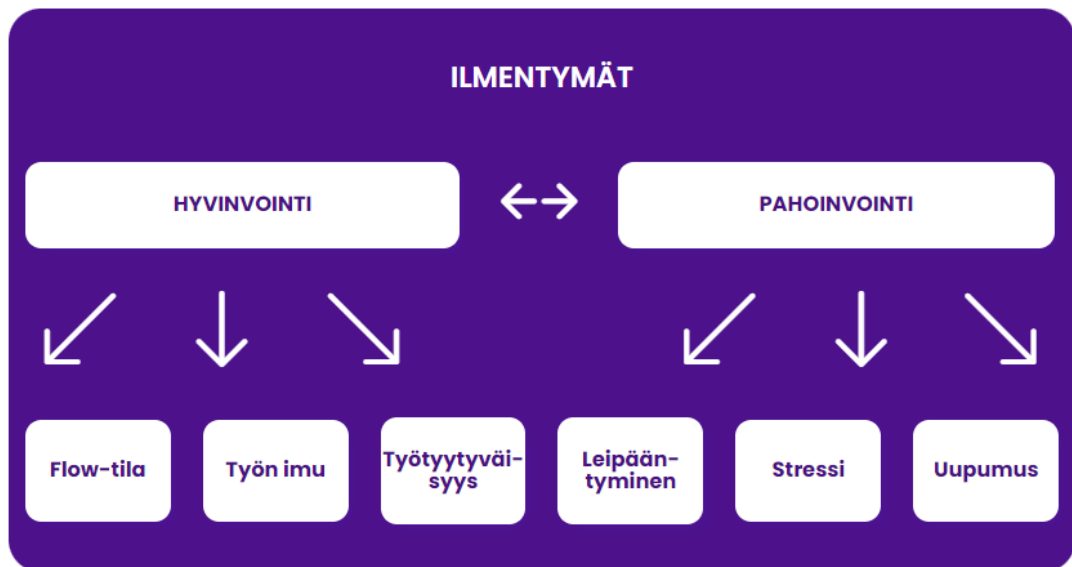 ILMENTYMÄT
HYVINVOINTI
PAHOINVOINTI
Flow-tila
Työn imu
Työtyytyväi-
syys
Leipään-
tyminen
Stressi
Uupumus